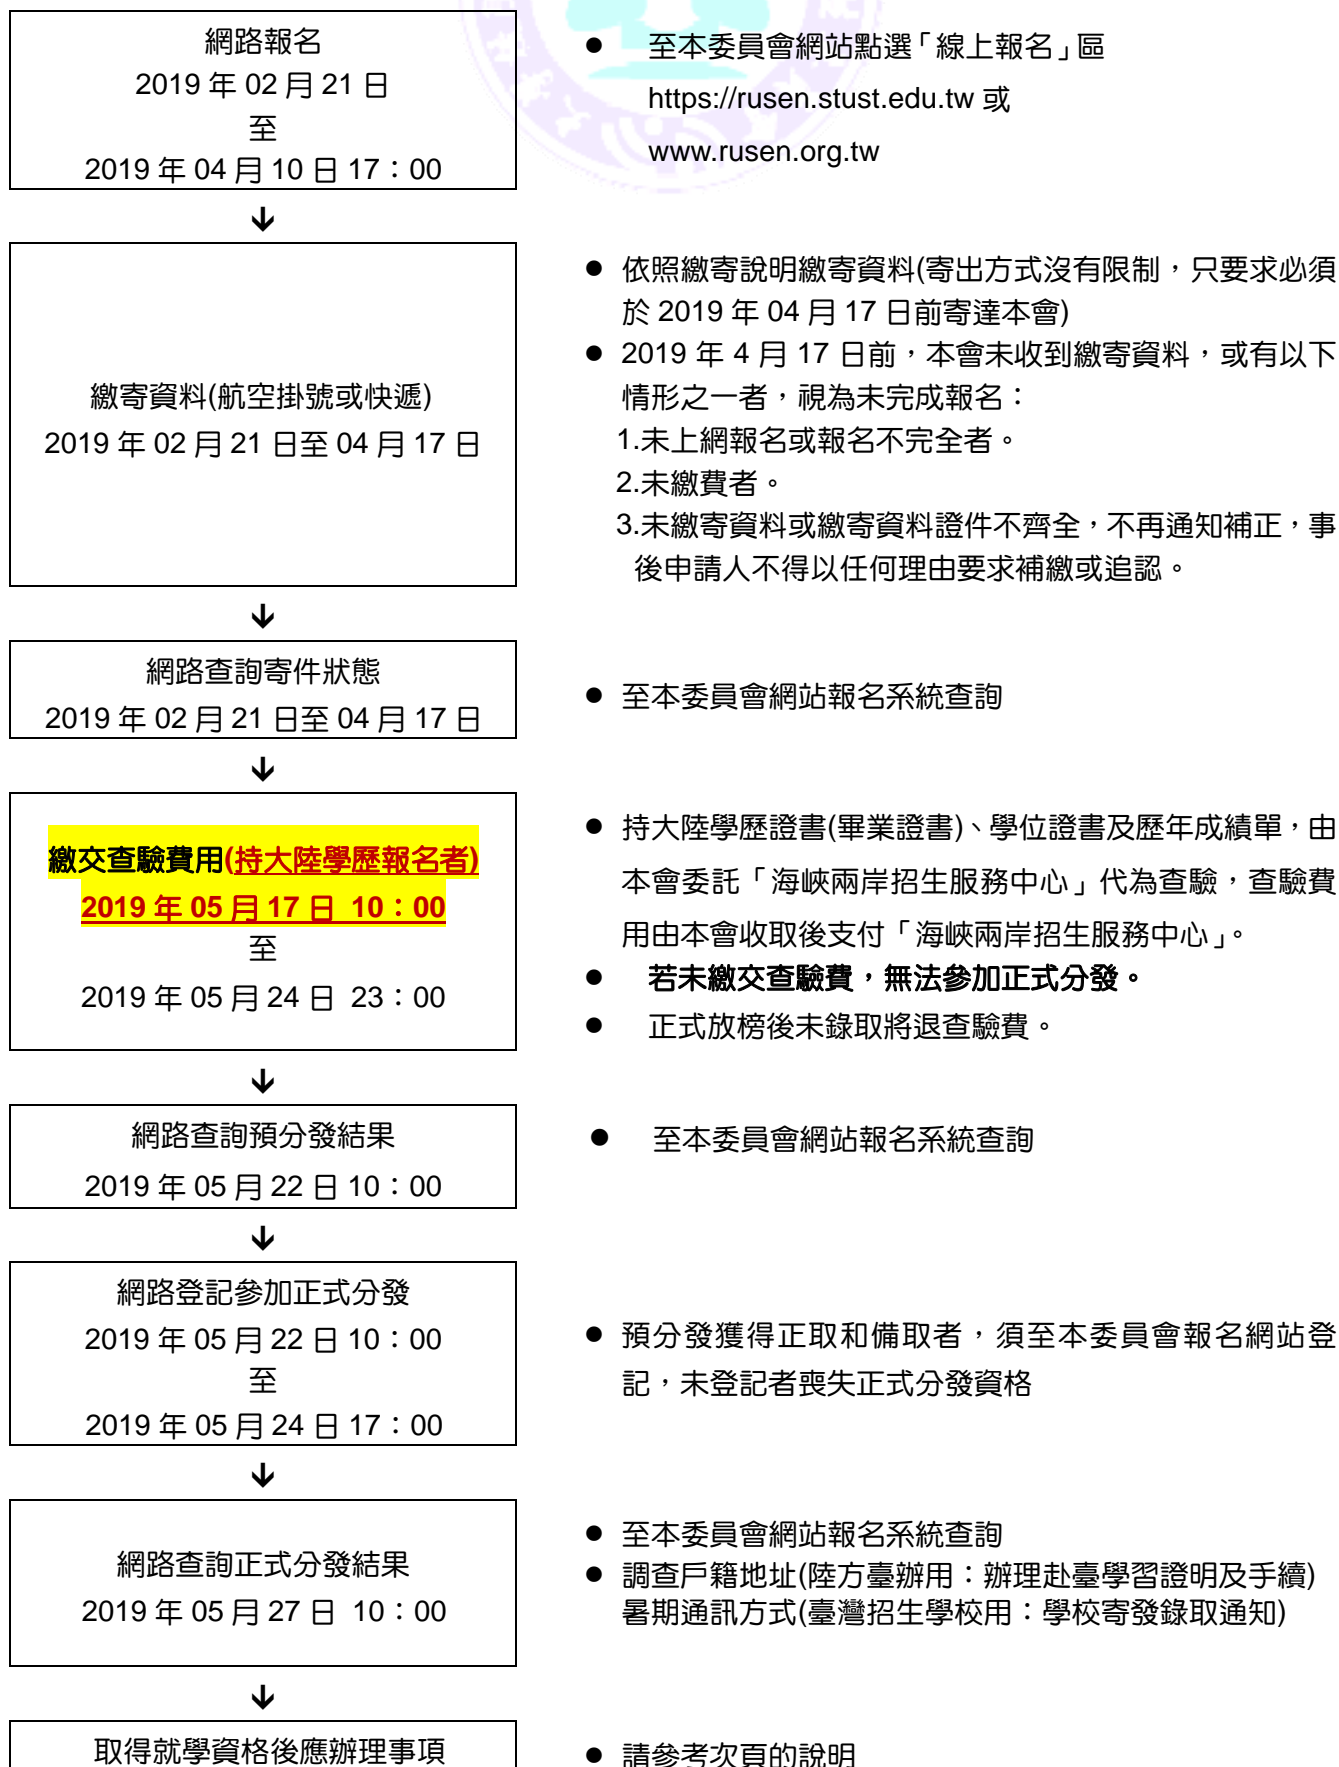 網路報名
2019 年 02 月 21 日
至
2019 年 04 月 10 日 17：00
● 至本委員會網站點選「線上報名」區
https://rusen.stust.edu.tw 或
www.rusen.org.tw
↓
繳寄資料(航空掛號或快遞)
2019 年 02 月 21 日至 04 月 17 日
● 依照繳寄說明繳寄資料(寄出方式沒有限制，只要求必須
於 2019 年 04 月 17 日前寄達本會)
● 2019 年 4 月 17 日前，本會未收到繳寄資料，或有以下
情形之一者，視為未完成報名：
1.未上網報名或報名不完全者。
2.未繳費者。
3.未繳寄資料或繳寄資料證件不齊全，不再通知補正，事
後申請人不得以任何理由要求補繳或追認。
↓
網路查詢寄件狀態
2019 年 02 月 21 日至 04 月 17 日
● 至本委員會網站報名系統查詢
↓
繳交查驗費用(持大陸學歷報名者)
2019 年 05 月 17 日 10：00
至
2019 年 05 月 24 日 23：00
● 持大陸學歷證書(畢業證書)、學位證書及歷年成績單，由
本會委託「海峽兩岸招生服務中心」代為查驗，查驗費
用由本會收取後支付「海峽兩岸招生服務中心」。
● 若未繳交查驗費，無法參加正式分發。
● 正式放榜後未錄取將退查驗費。
↓
網路查詢預分發結果
2019 年 05 月 22 日 10：00
● 至本委員會網站報名系統查詢
↓
網路登記參加正式分發
2019 年 05 月 22 日 10：00
至
2019 年 05 月 24 日 17：00
● 預分發獲得正取和備取者，須至本委員會報名網站登
記，未登記者喪失正式分發資格
↓
網路查詢正式分發結果
2019 年 05 月 27 日 10：00
● 至本委員會網站報名系統查詢
● 調查戶籍地址(陸方臺辦用：辦理赴臺學習證明及手續)
暑期通訊方式(臺灣招生學校用：學校寄發錄取通知)
↓
取得就學資格後應辦理事項
● 請參考次頁的說明